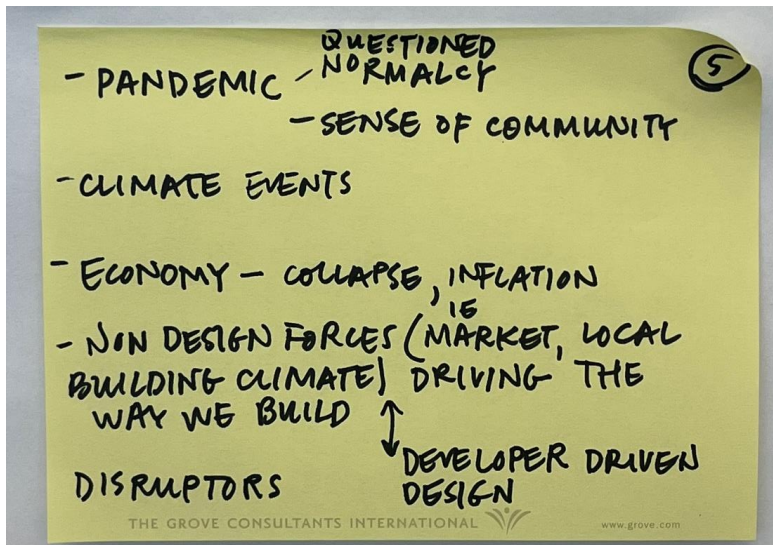 QUESTIONED
- PANDEMIC - NORMALCY
5
- SENSE OF COMMUNITY
- CLIMATE EVENTS
- ECONOMY - COLLAPSE, INFLATION
IE
- NON DESIGN FORCES (MARKET, LOCAL
BUILDING CLIMATE) DRIVING THE
WAY WE BUILD
DEVELOPER DRIVEN
DISRUPTORS
DESIGN
THE GROVE CONSULTANTS INTERNATIONAL
www.grove.com